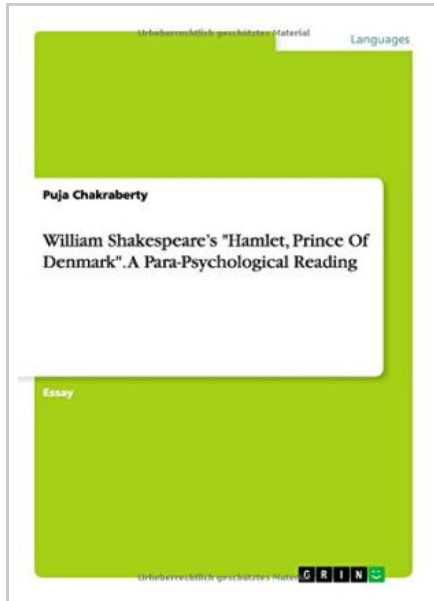 Urheberrechtlich geschütztes Material
Languages
Puja Chakraberty
William Shakespeare's "Hamlet, Prince Of
Denmark". A Para-Psychological Reading
Essay
Urheberrechtlich geschütztes
GRIN